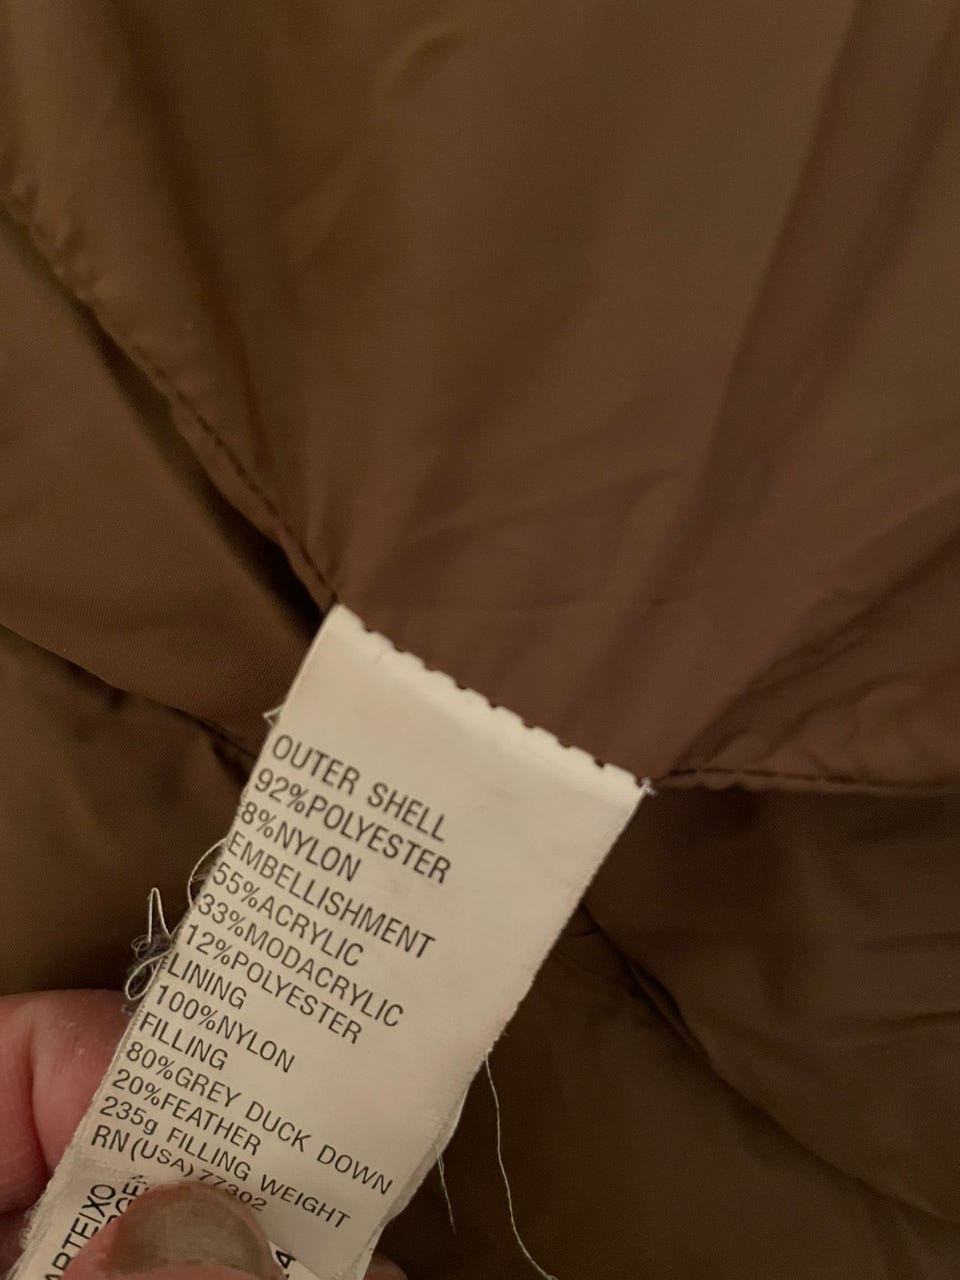 OUTER SHELL
92%POLYESTER
8%NYLON
EMBELLISHMENT
55%ACRYLIC
33%MODACRYLIC
12%POLYESTER
LINING
100%NYLON
FILLING
80%GREY DUCK DOWN
20%FEATHER
235g FILLING WEIGHT
RN(USA)77302
ARTEIXO